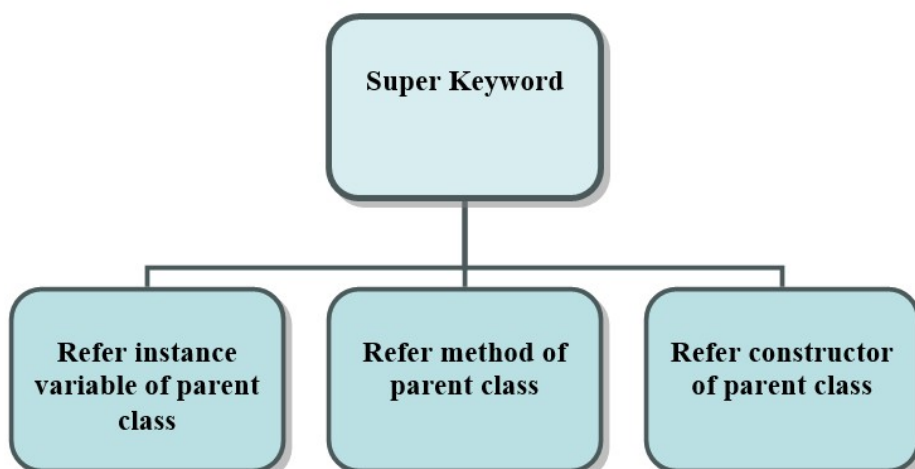 Super Keyword
Refer instance
variable of parent
class
Refer method of
parent class
Refer constructor
of parent class